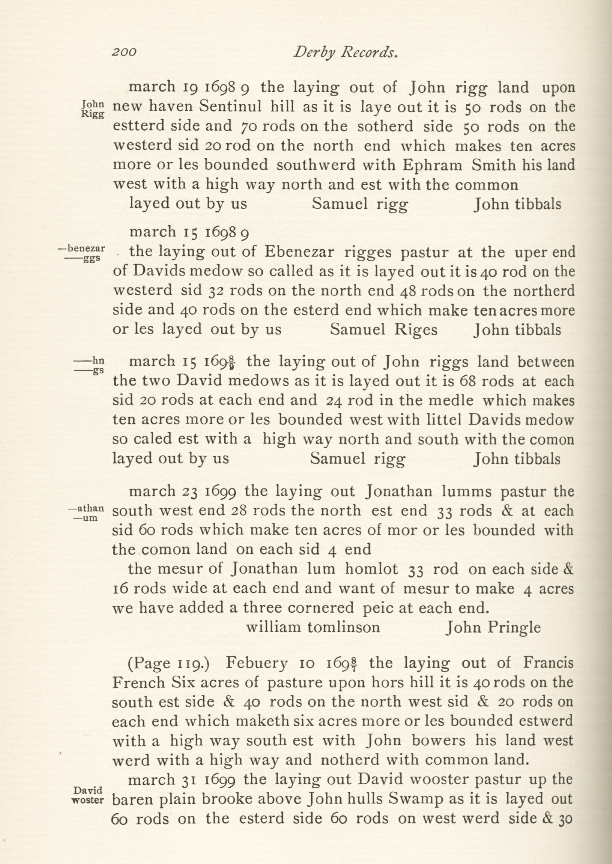 200 Derby Records.
march 19 1698 9 the laying out of John rigg land upon
John
Rigg
new haven Sentinul hill as it is laye out it is 50 rods on the
estterd side and 70 rods on the sotherd side 50 rods on the
westerd sid 20 rod on the north end which makes ten acres
more or les bounded southwerd with Ephram Smith his land
west with a high way north and est with the common
layed out by us Samuel rigg John tibbals
march 15 1698 9
—benezar
——ggs
the laying out of Ebenezar rigges pastur at the uper end
of Davids medow so called as it is layed out it is 40 rod on the
westerd sid 32 rods on the north end 48 rods on the northerd
side and 40 rods on the esterd end which make ten acres more
or les layed out by us Samuel Riges John tibbals
——hn
——gs
march 15 169 8/9 the laying out of John riggs land between
the two David medows as it is layed out it is 68 rods at each
sid 20 rods at each end and 24 rod in the medle which makes
ten acres more or les bounded west with littel Davids medow
so caled est with a high way north and south with the comon
layed out by us Samuel rigg John tibbals
march 23 1699 the laying out Jonathan lumms pastur the
—athan
—um
south west end 28 rods the north est end 33 rods & at each
sid 60 rods which make ten acres of mor or les bounded with
the comon land on each sid 4 end
the mesur of Jonathan lum homlot 33 rod on each side &
16 rods wide at each end and want of mesur to make 4 acres
we have added a three cornered peic at each end.
william tomlinson John Pringle
(Page 119.) Febuery 10 169 the laying out of Francis
French Six acres of pasture upon hors hill it is 40 rods on the
south est side & 40 rods on the north west sid & 20 rods on
each end which maketh six acres more or les bounded estwerd
with a high way south est with John bowers his land west
werd with a high way and notherd with common land.
march 31 1699 the laying out David wooster pastur up the
David
woster
baren plain brooke above John hulls Swamp as it is layed out
60 rods on the esterd side 60 rods on west werd side & 30